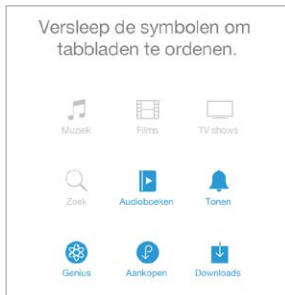 Versleep de symbolen om
tabbladen te ordenen.
Muziek Films TV shows
Zoek Audioboeken Tonen
Genius Aankopen Downloads